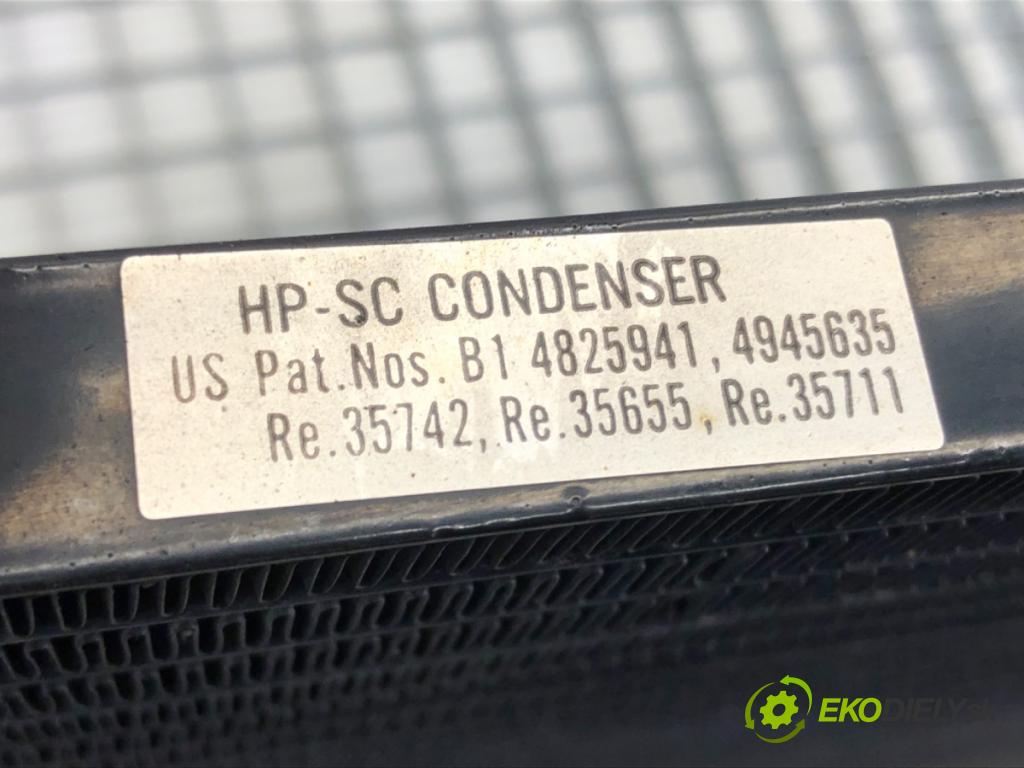 HP-SC CONDENSER
US Pat.Nos. B1 4825941, 4945635
Re.35742, Re.35655, Re.35711
EKODIELY.sk